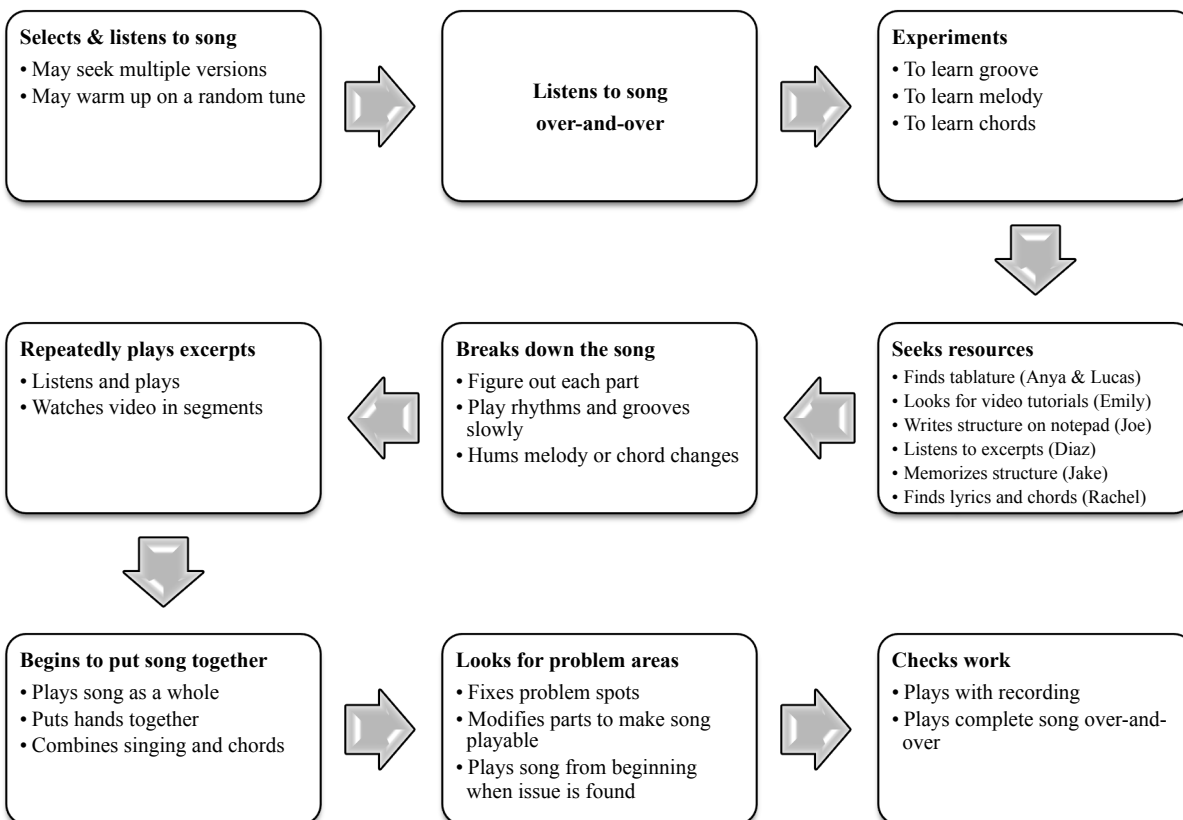 Selects & listens to song
• May seek multiple versions
• May warm up on a random tune
Listens to song
over-and-over
Experiments
• To learn groove
• To learn melody
• To learn chords
Seeks resources
• Finds tablature (Anya & Lucas)
• Looks for video tutorials (Emily)
• Writes structure on notepad (Joe)
• Listens to excerpts (Diaz)
• Memorizes structure (Jake)
• Finds lyrics and chords (Rachel)
Breaks down the song
• Figure out each part
• Play rhythms and grooves
slowly
• Hums melody or chord changes
Repeatedly plays excerpts
• Listens and plays
• Watches video in segments
Begins to put song together
• Plays song as a whole
• Puts hands together
• Combines singing and chords
Looks for problem areas
• Fixes problem spots
• Modifies parts to make song
playable
• Plays song from beginning
when issue is found
Checks work
• Plays with recording
• Plays complete song over-and-
over